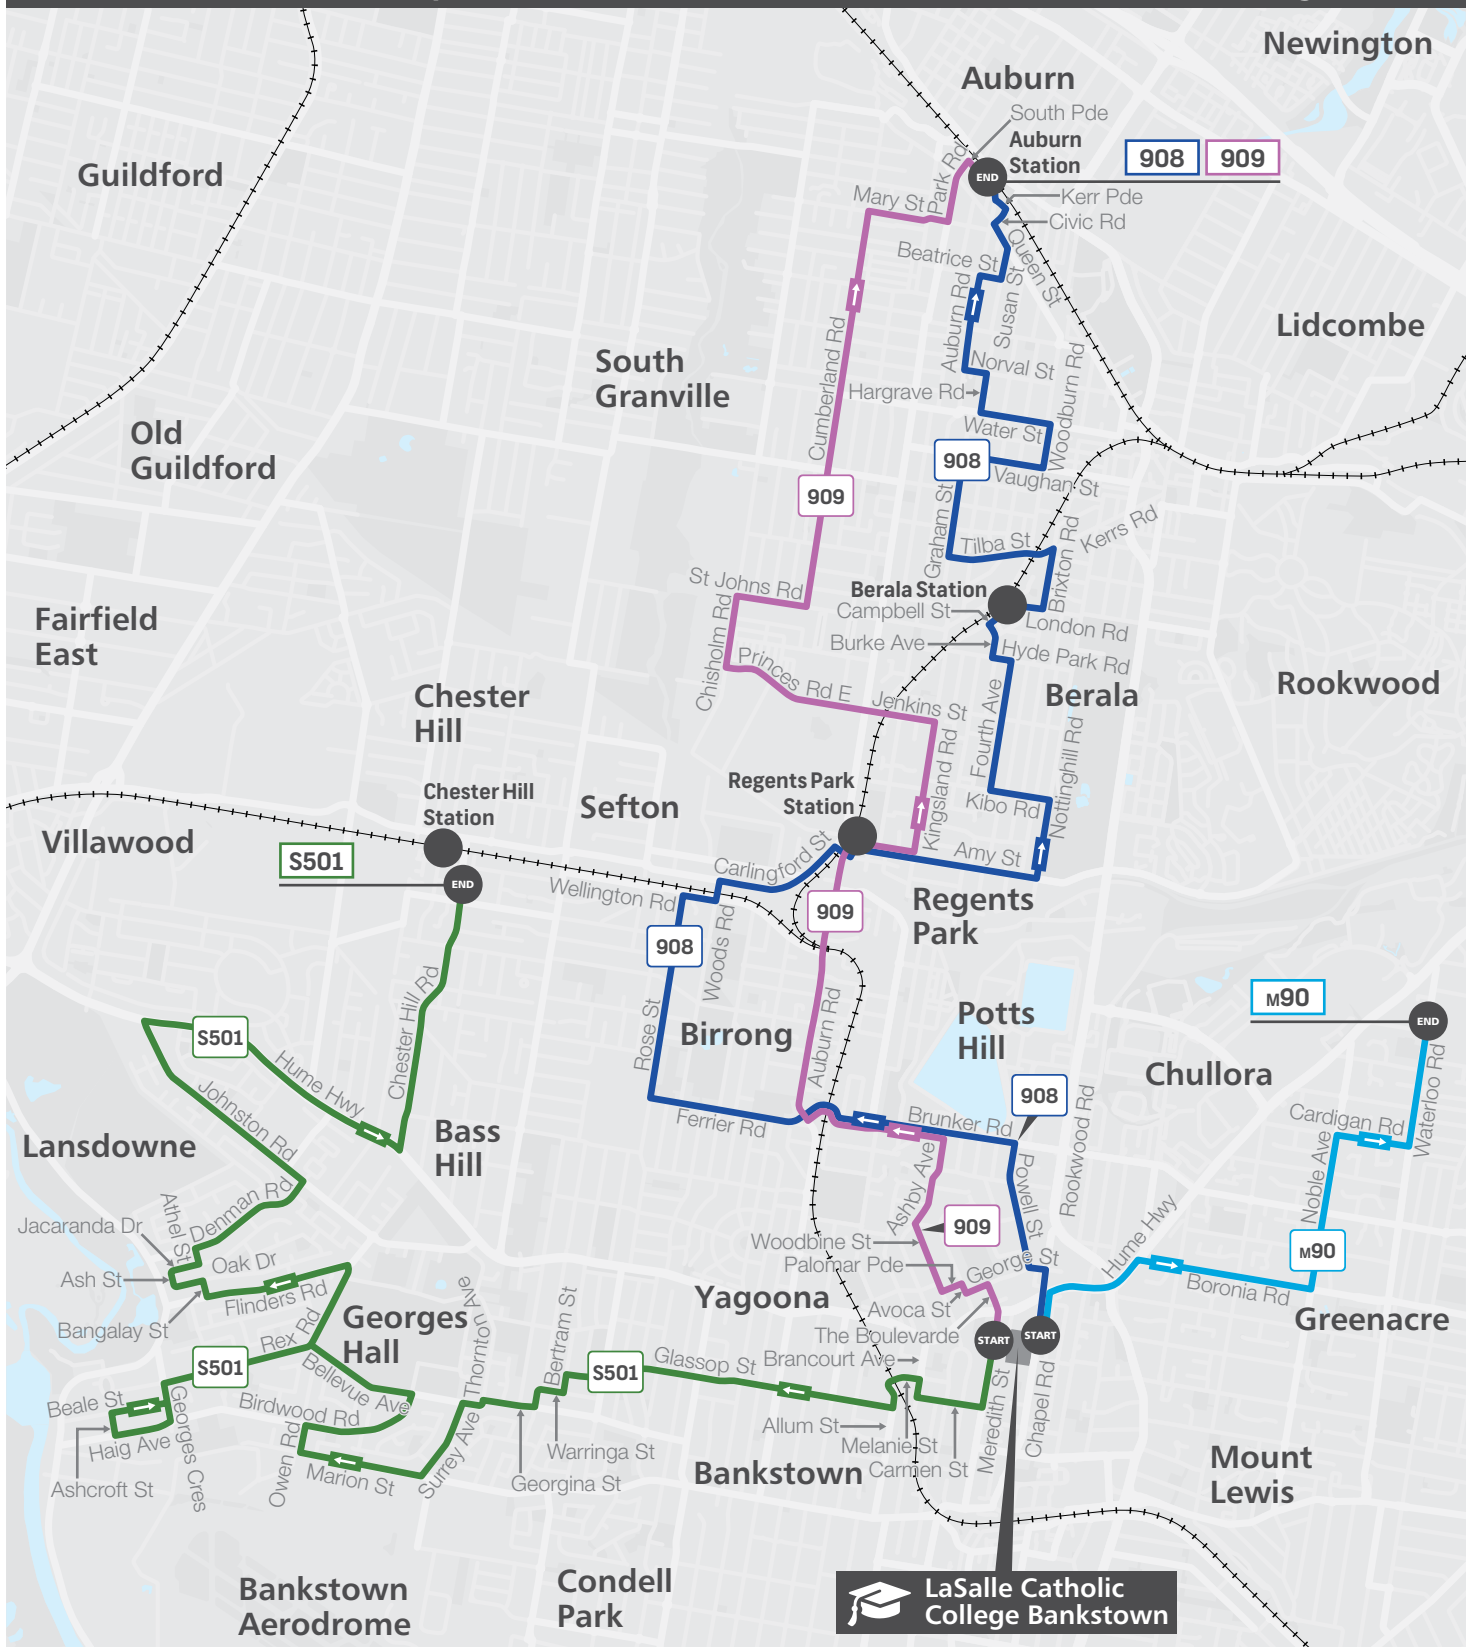 Newington
Auburn
South Pde
Auburn
Station
908
909
END
Guildford
Park Rd
Mary St
Kerr Pde
Civic Rd
Queen St
Beatrice St
Susan St
Auburn Rd
Lidcombe
Cumberland Rd
South
Granville
Norval St
Hargrave Rd
Woodburn Rd
Water St
Old
Guildford
908
Vaughan St
909
Graham St
Kerrs Rd
Tilba St
Brixton Rd
St Johns Rd
Berala Station
Campbell St
London Rd
Fairfield
East
Burke Ave
Hyde Park Rd
Chisholm Rd
Princes Rd E
Jenkins St
Berala
Rookwood
Chester
Hill
Fourth Ave
Nottinghill Rd
Kingsland Rd
Regents Park
Station
Chester Hill
Station
Sefton
Kibo Rd
Villawood
S501
END
Carlingford St
Amy St
Wellington Rd
Regents
Park
909
908
Woods Rd
Chester Hill Rd
M90
END
S501
Rose St
Birrong
Auburn Rd
Potts
Hill
Chullora
Hume Hwy
908
Johnston Rd
Ferrier Rd
Brunker Rd
Rookwood Rd
Cardigan Rd
Waterloo Rd
Lansdowne
Bass
Hill
Ashby Ave
Powell St
Noble Ave
Athel St
Denman Rd
Jacaranda Dr
909
Hume Hwy
Woodbine St
Oak Dr
George St
M90
Palomar Pde
Ash St
Boronia Rd
Flinders Rd
Thornton Ave
Yagoona
Avoca St
Bangalay St
Rex Rd
Georges
Hall
Bertram St
The Boulevarde
START
START
Greenacre
S501
Bellevue Ave
S501
Glassop St
Brancourt Ave
Beale St
Georges Cres
Birdwood Rd
Meredith St
Chapel Rd
Haig Ave
Owen Rd
Surrey Ave
Allum St
Warringa St
Melanie St
Carmen St
Ashcroft St
Marion St
Georgina St
Bankstown
Mount
Lewis
Bankstown
Aerodrome
Condell
Park
LaSalle Catholic
College Bankstown